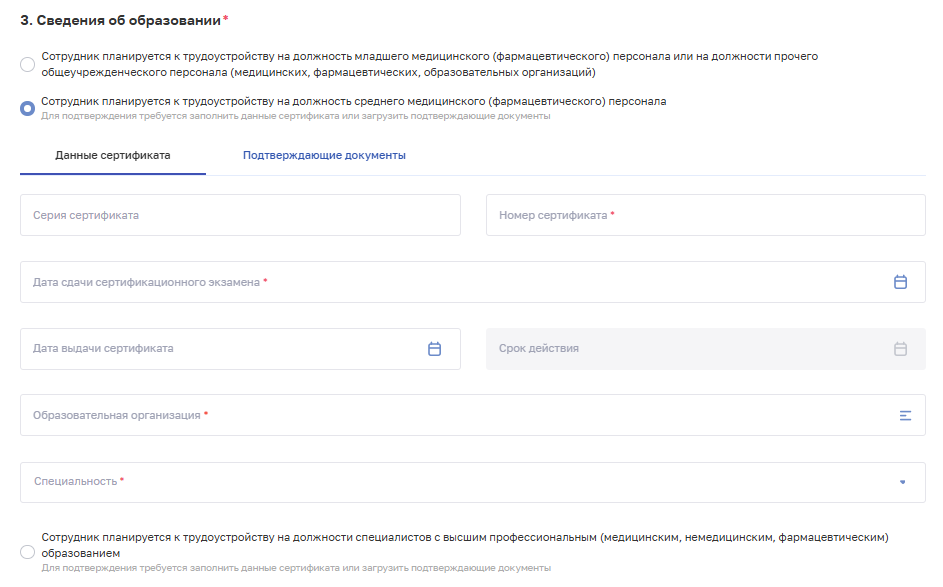 3. Сведения об образовании*
Сотрудник планируется к трудоустройству на должность младшего медицинского (фармацевтического) персонала или на должности прочего
общеучрежденческого персонала (медицинских, фармацевтических, образовательных организаций)
Сотрудник планируется к трудоустройству на должность среднего медицинского (фармацевтического) персонала
Для подтверждения требуется заполнить данные сертификата или загрузить подтверждающие документы
Данные сертификата Подтверждающие документы
Серия сертификата Номер сертификата *
Дата сдачи сертификационного экзамена *
Дата выдачи сертификата Срок действия
Образовательная организация *
Специальность *
Сотрудник планируется к трудоустройству на должности специалистов с высшим профессиональным (медицинским, немедицинским, фармацевтическим)
образованием
Для подтверждения требуется заполнить данные сертификата или загрузить подтверждающие документы